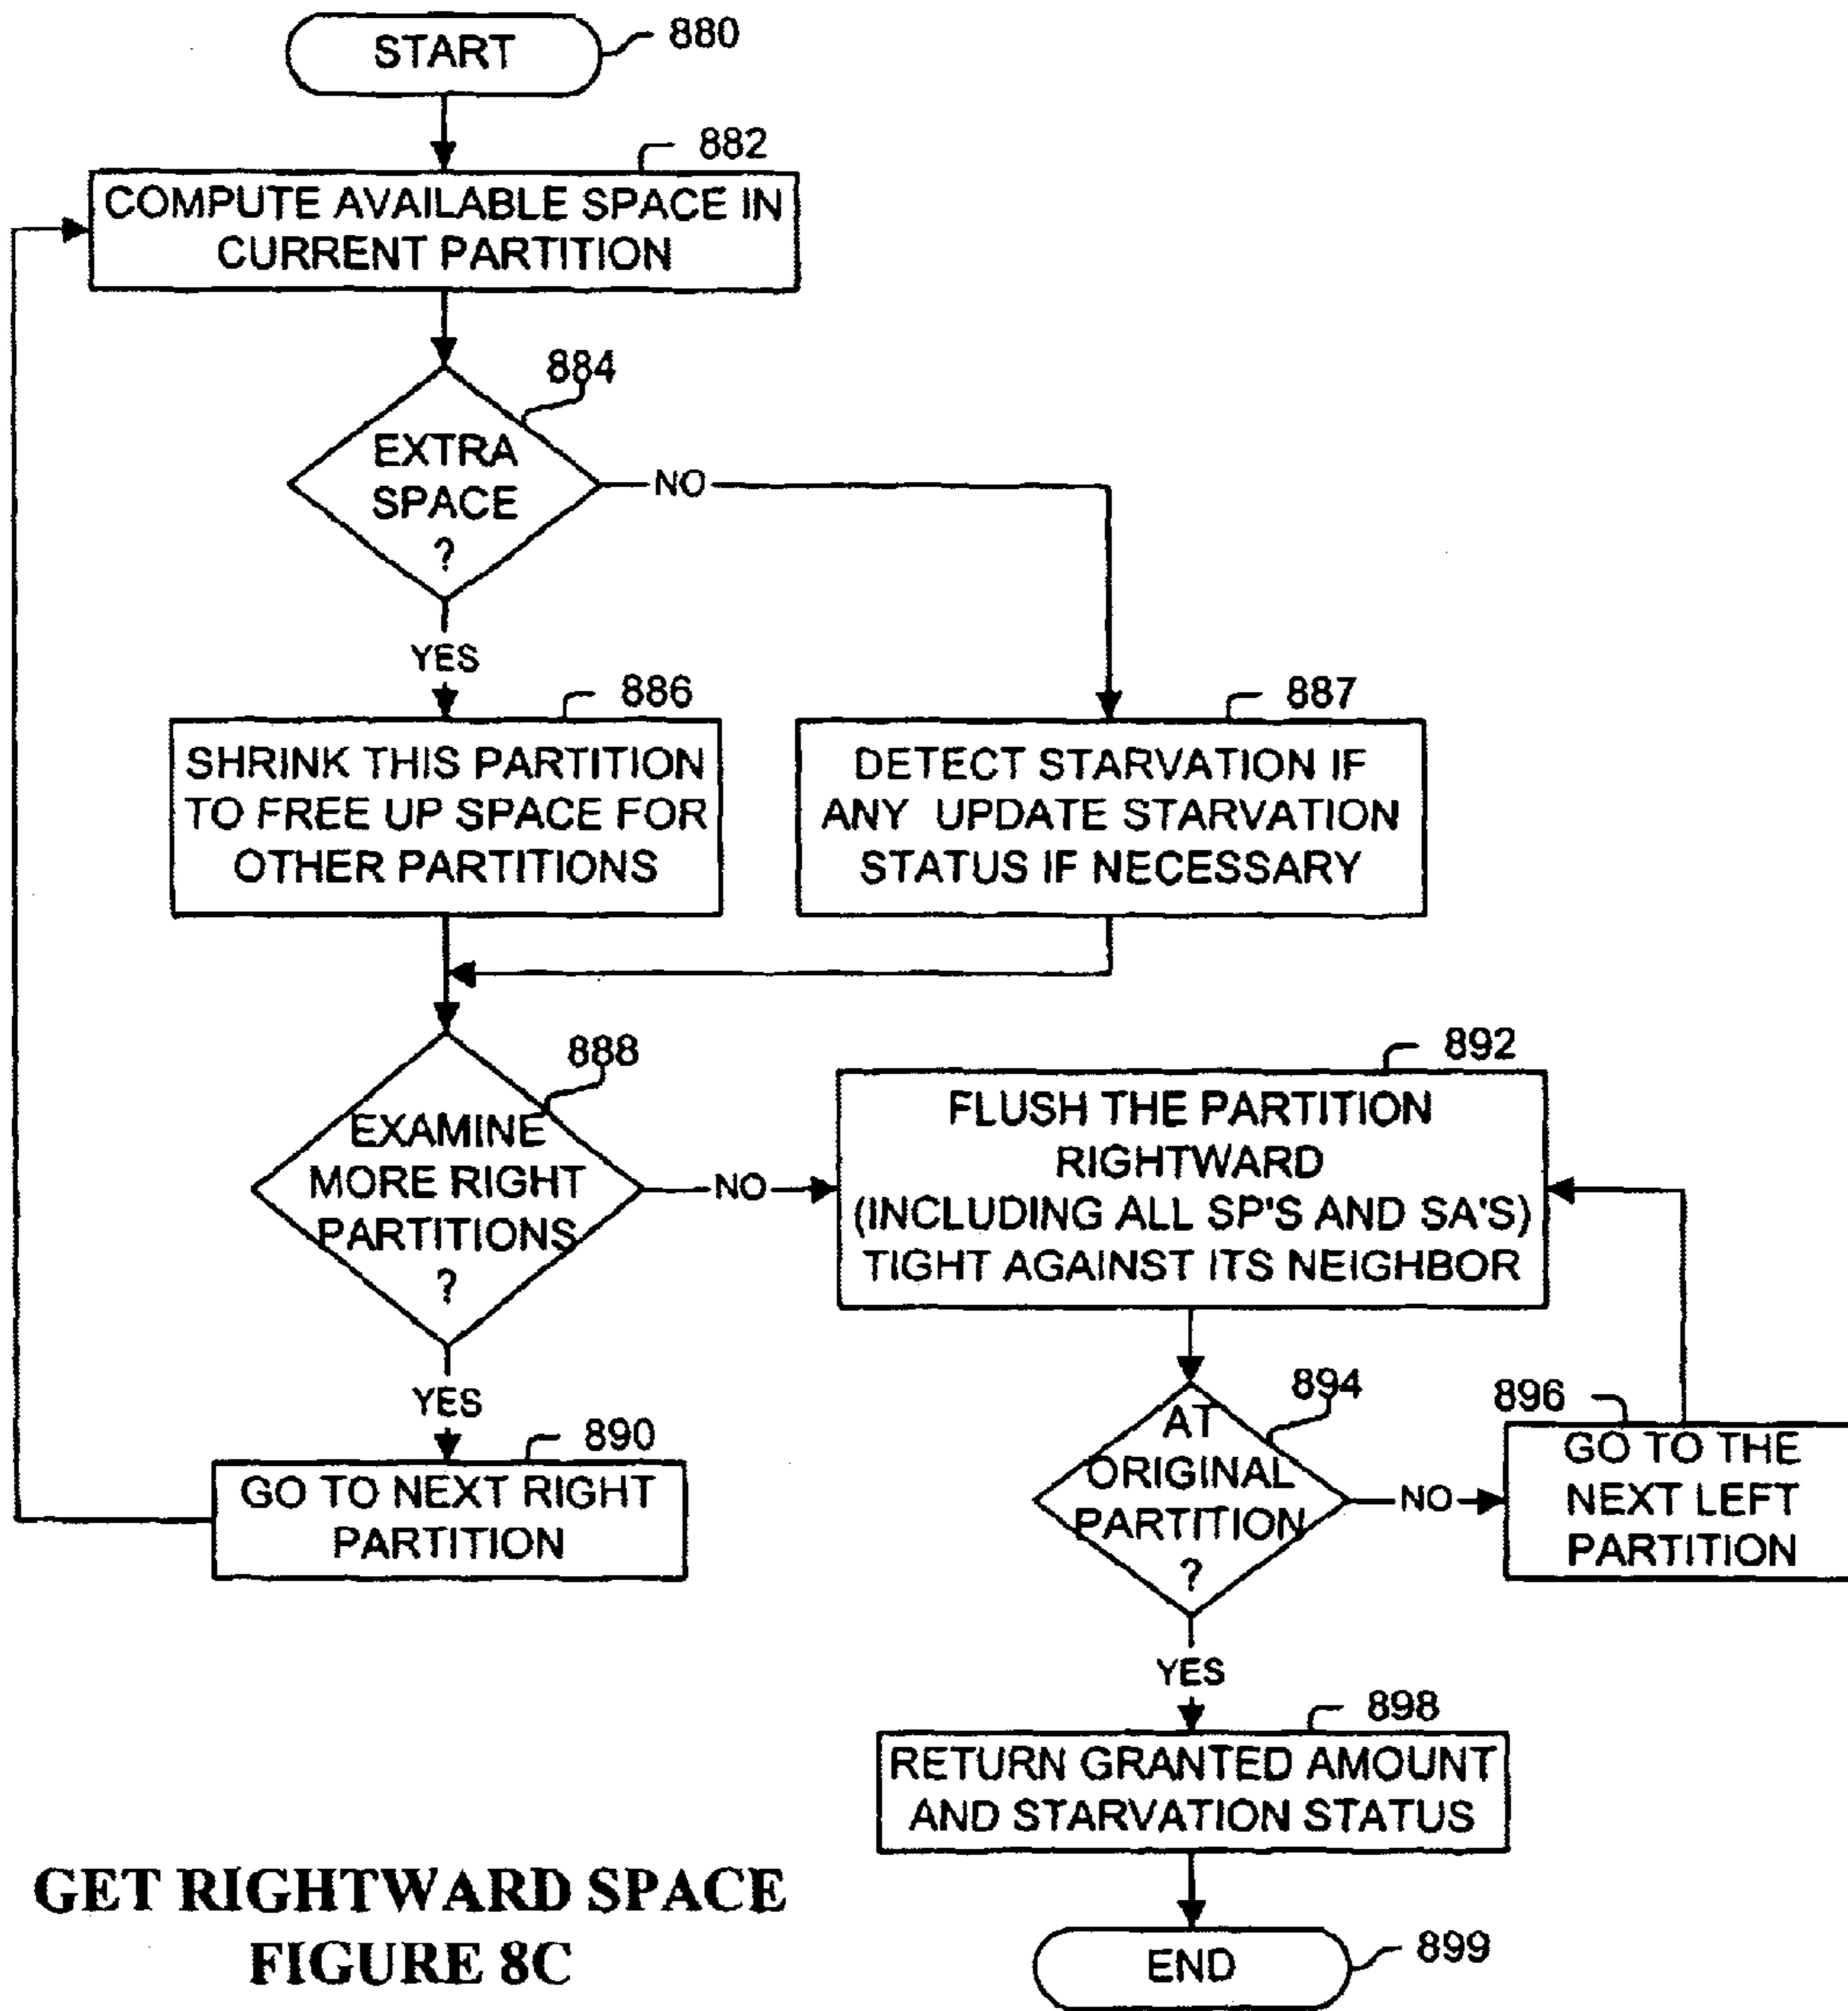 START
880
882
COMPUTE AVAILABLE SPACE IN
CURRENT PARTITION
884
EXTRA
SPACE
?
NO
YES
886
SHRINK THIS PARTITION
TO FREE UP SPACE FOR
OTHER PARTITIONS
887
DETECT STARVATION IF
ANY UPDATE STARVATION
STATUS IF NECESSARY
888
EXAMINE
MORE RIGHT
PARTITIONS
?
NO
YES
890
GO TO NEXT RIGHT
PARTITION
892
FLUSH THE PARTITION
RIGHTWARD
(INCLUDING ALL SP'S AND SA'S)
TIGHT AGAINST ITS NEIGHBOR
894
AT
ORIGINAL
PARTITION
?
NO
896
GO TO THE
NEXT LEFT
PARTITION
YES
898
RETURN GRANTED AMOUNT
AND STARVATION STATUS
END
899
GET RIGHTWARD SPACE
FIGURE 8C